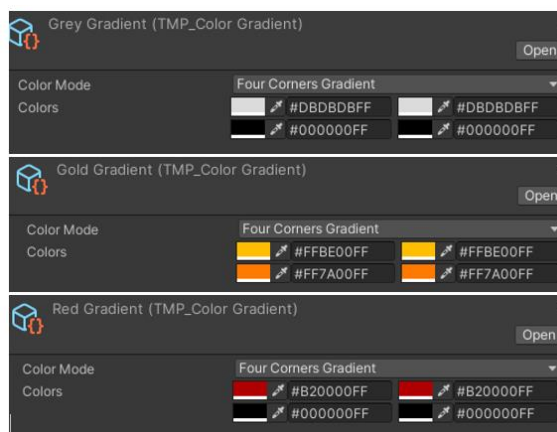 Grey Gradient (TMP_Color Gradient)
Open
Color Mode Four Corners Gradient
Colors #DBDBDBFF #DBDBDBFF
#000000FF #000000FF
Gold Gradient (TMP_Color Gradient)
Open
Color Mode Four Corners Gradient
Colors #FFBE00FF #FFBE00FF
#FF7A00FF #FF7A00FF
Red Gradient (TMP_Color Gradient)
Open
Color Mode Four Corners Gradient
Colors #B20000FF #B20000FF
#000000FF #000000FF